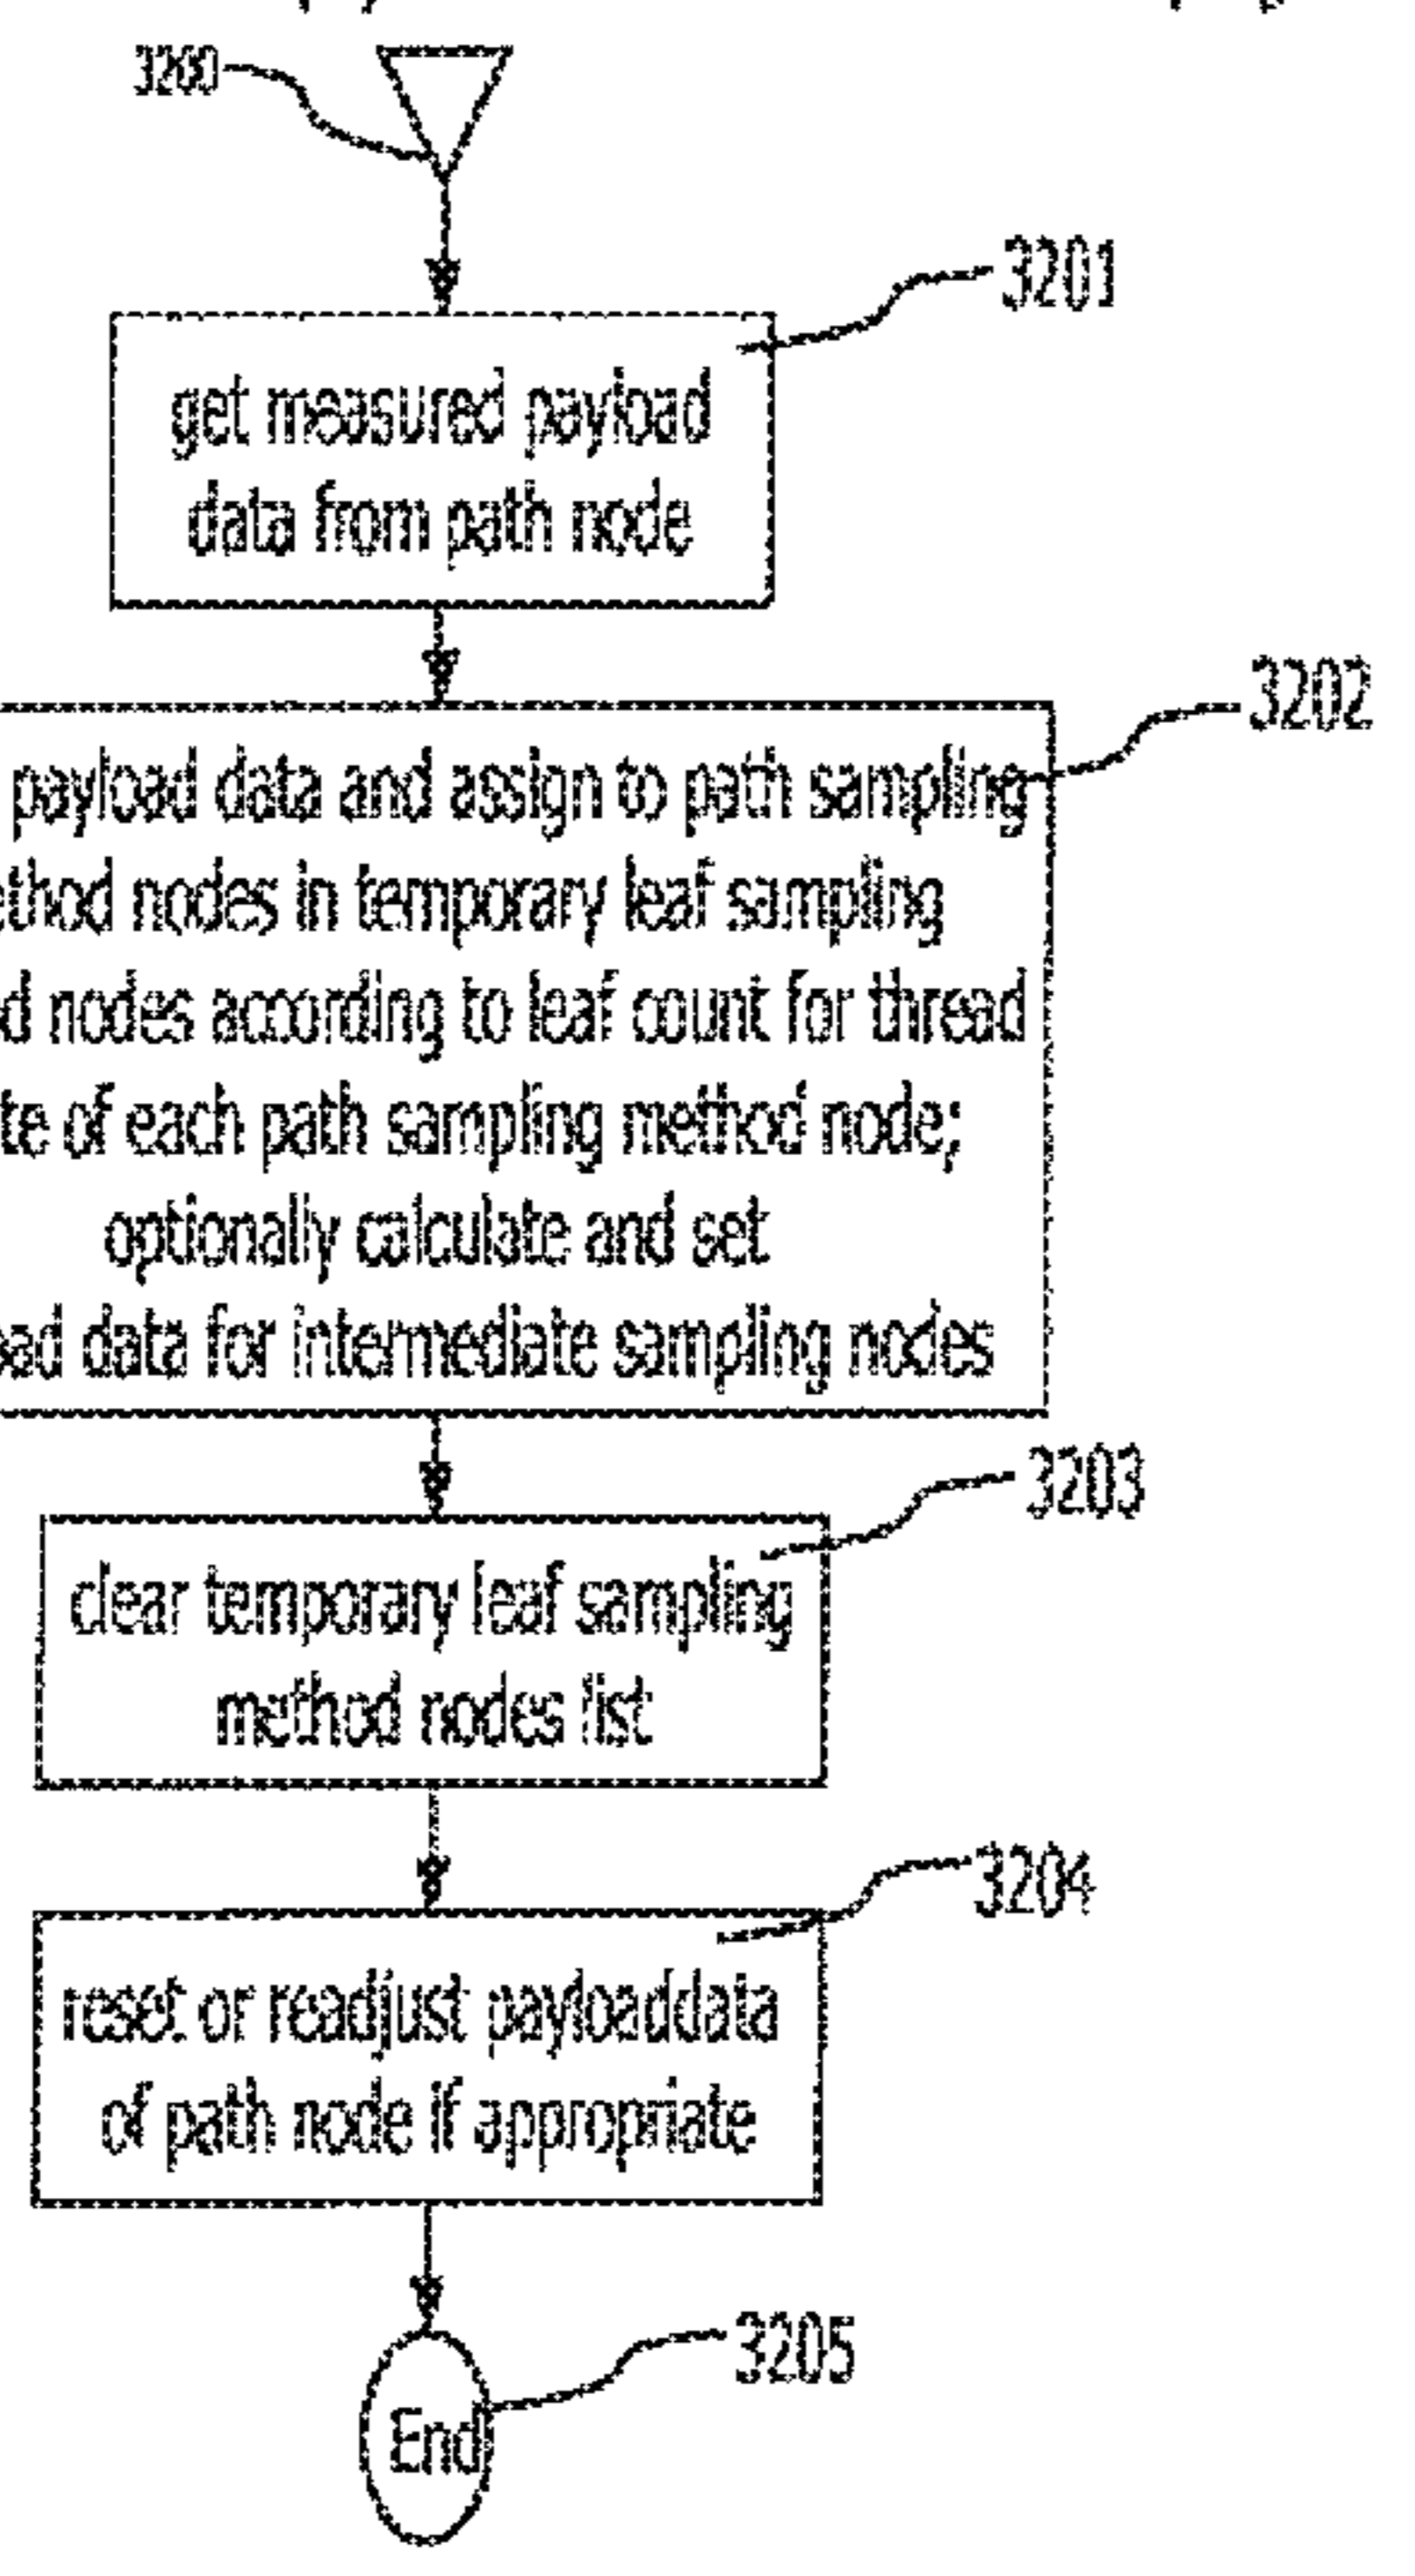 3200
3201
get measured payload
data from path node
3202
payload data and assign to path sampling
nodes in temporary leaf sampling
nodes according to leaf count for thread
of each path sampling method node;
optionally calculate and set
data for intermediate sampling nodes
3203
clear temporary leaf sampling
method nodes list
3204
reset or readjust payloaddata
of path node if appropriate
3205
End